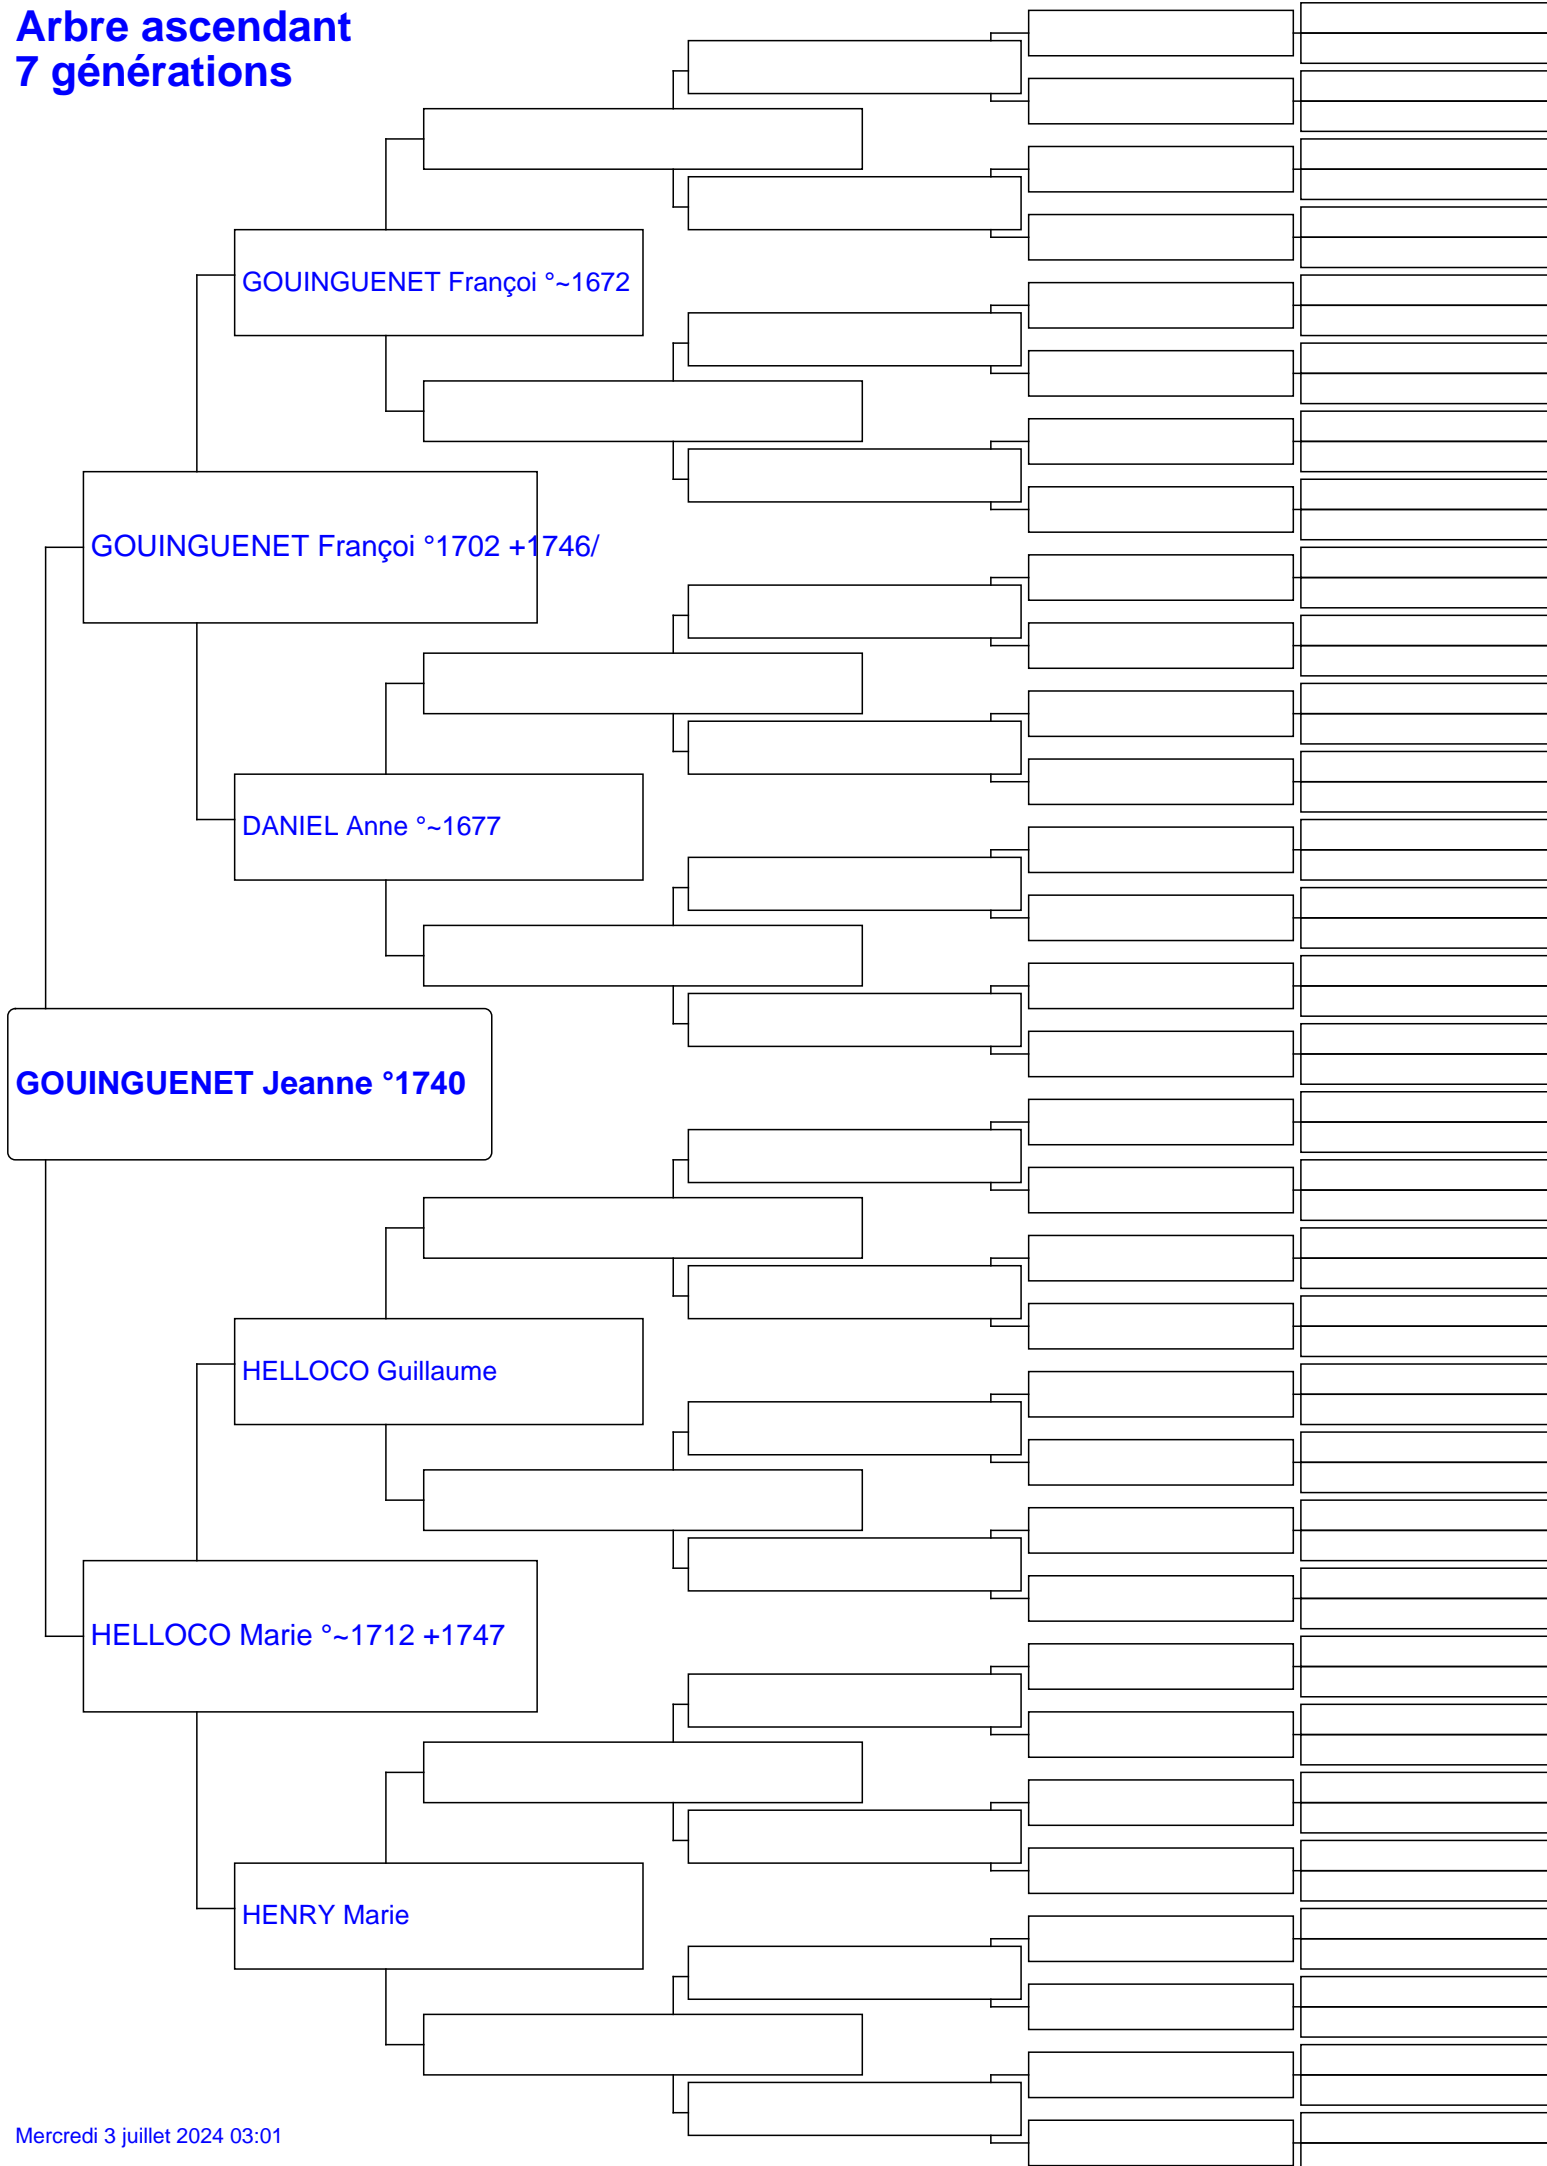 Arbre ascendant
7 générations
GOUINGUENET Françoi °~1672
GOUINGUENET Françoi °1702 +1746/
DANIEL Anne °~1677
GOUINGUENET Jeanne °1740
HELLOCO Guillaume
HELLOCO Marie °~1712 +1747
HENRY Marie
Mercredi 3 juillet 2024 03:01